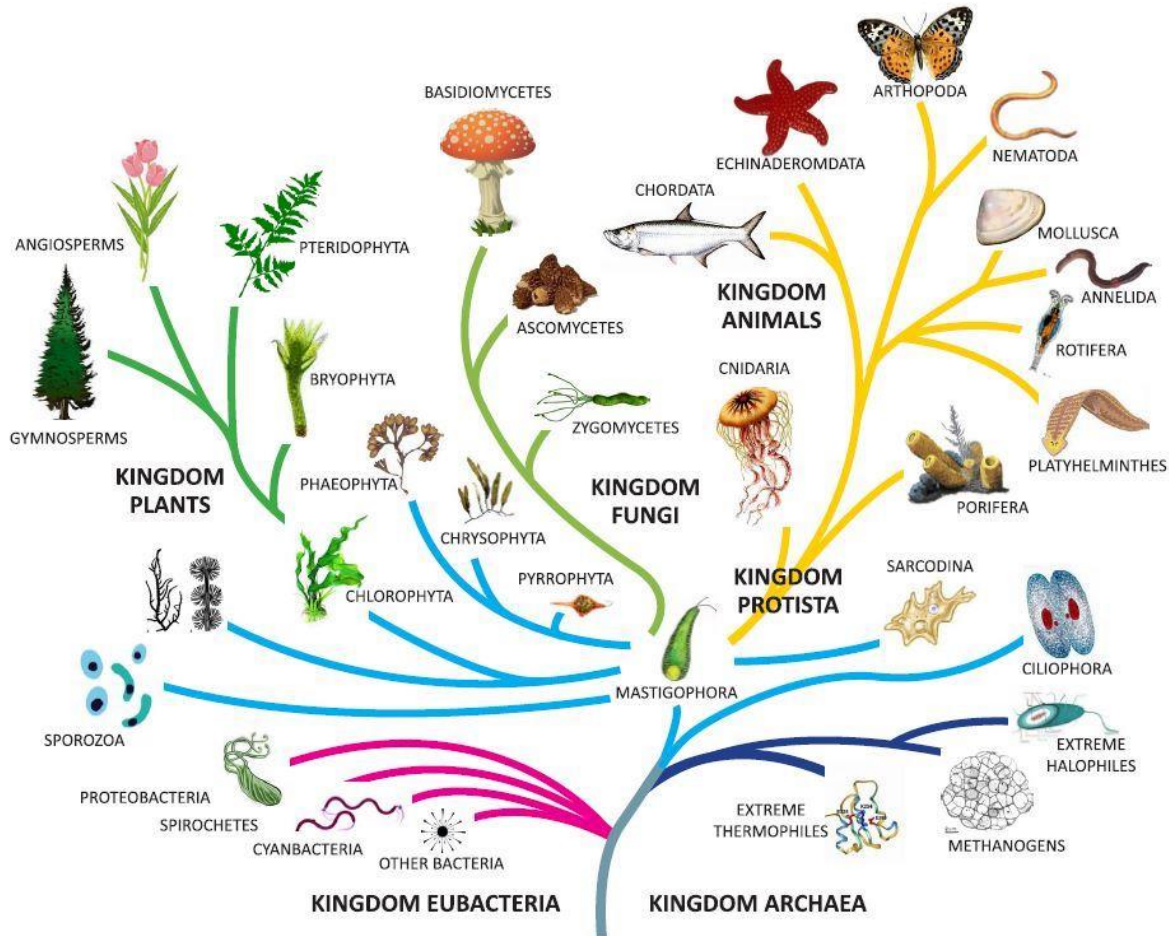 ARTHOPODA
BASIDIOMYCETES
NEMATODA
ECHINADEROMDATA
CHORDATA
MOLLUSCA
ANGIOSPERMS
PTERIDOPHYTA
ANNELIDA
KINGDOM
ANIMALS
ASCOMYCETES
ROTIFERA
CNIDARIA
BRYOPHYTA
ZYGOMYCETES
GYMNOSPERMS
PLATYHELMINTHES
KINGDOM
PLANTS
PHAEOPHYTA
KINGDOM
FUNGI
PORIFERA
CHRYSOPHYTA
SARCODINA
PYRROPHYTA
KINGDOM
PROTISTA
CHLOROPHYTA
CILIOPHORA
MASTIGOPHORA
SPOROZOA
EXTREME
HALOPHILES
PROTEOBACTERIA
SPIROCHETES
EXTREME
THERMOPHILES
CYANBACTERIA
METHANOGENS
OTHER BACTERIA
KINGDOM EUBACTERIA
KINGDOM ARCHAEA